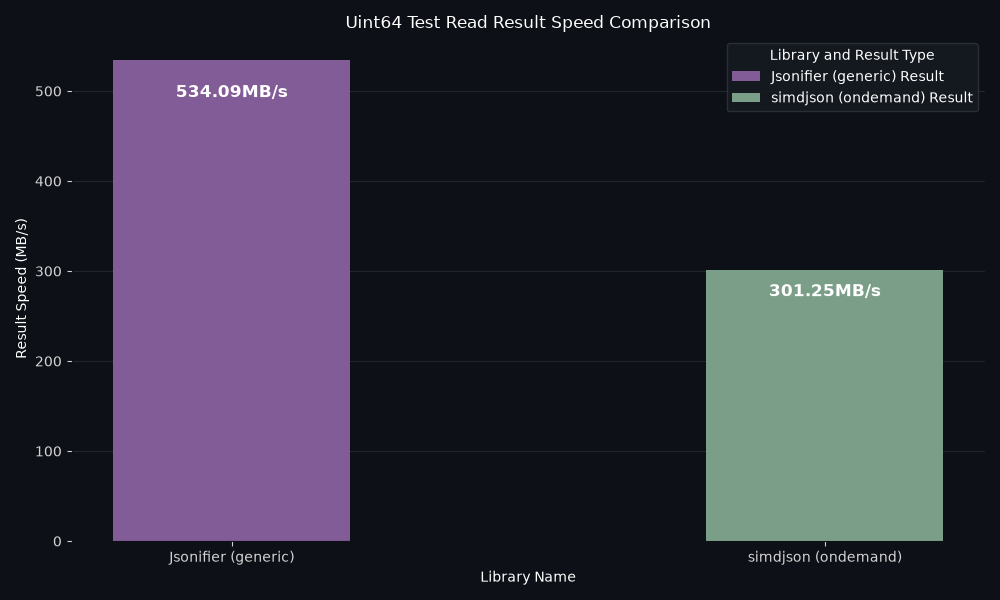 Uint64 Test Read Result Speed Comparison
Library and Result Type
Jsonifier (generic) Result
simdjson (ondemand) Result
534.09MB/s
301.25MB/s
Result Speed (MB/s)
500
400
300
200
100
0
Jsonifier (generic)
simdjson (ondemand)
Library Name